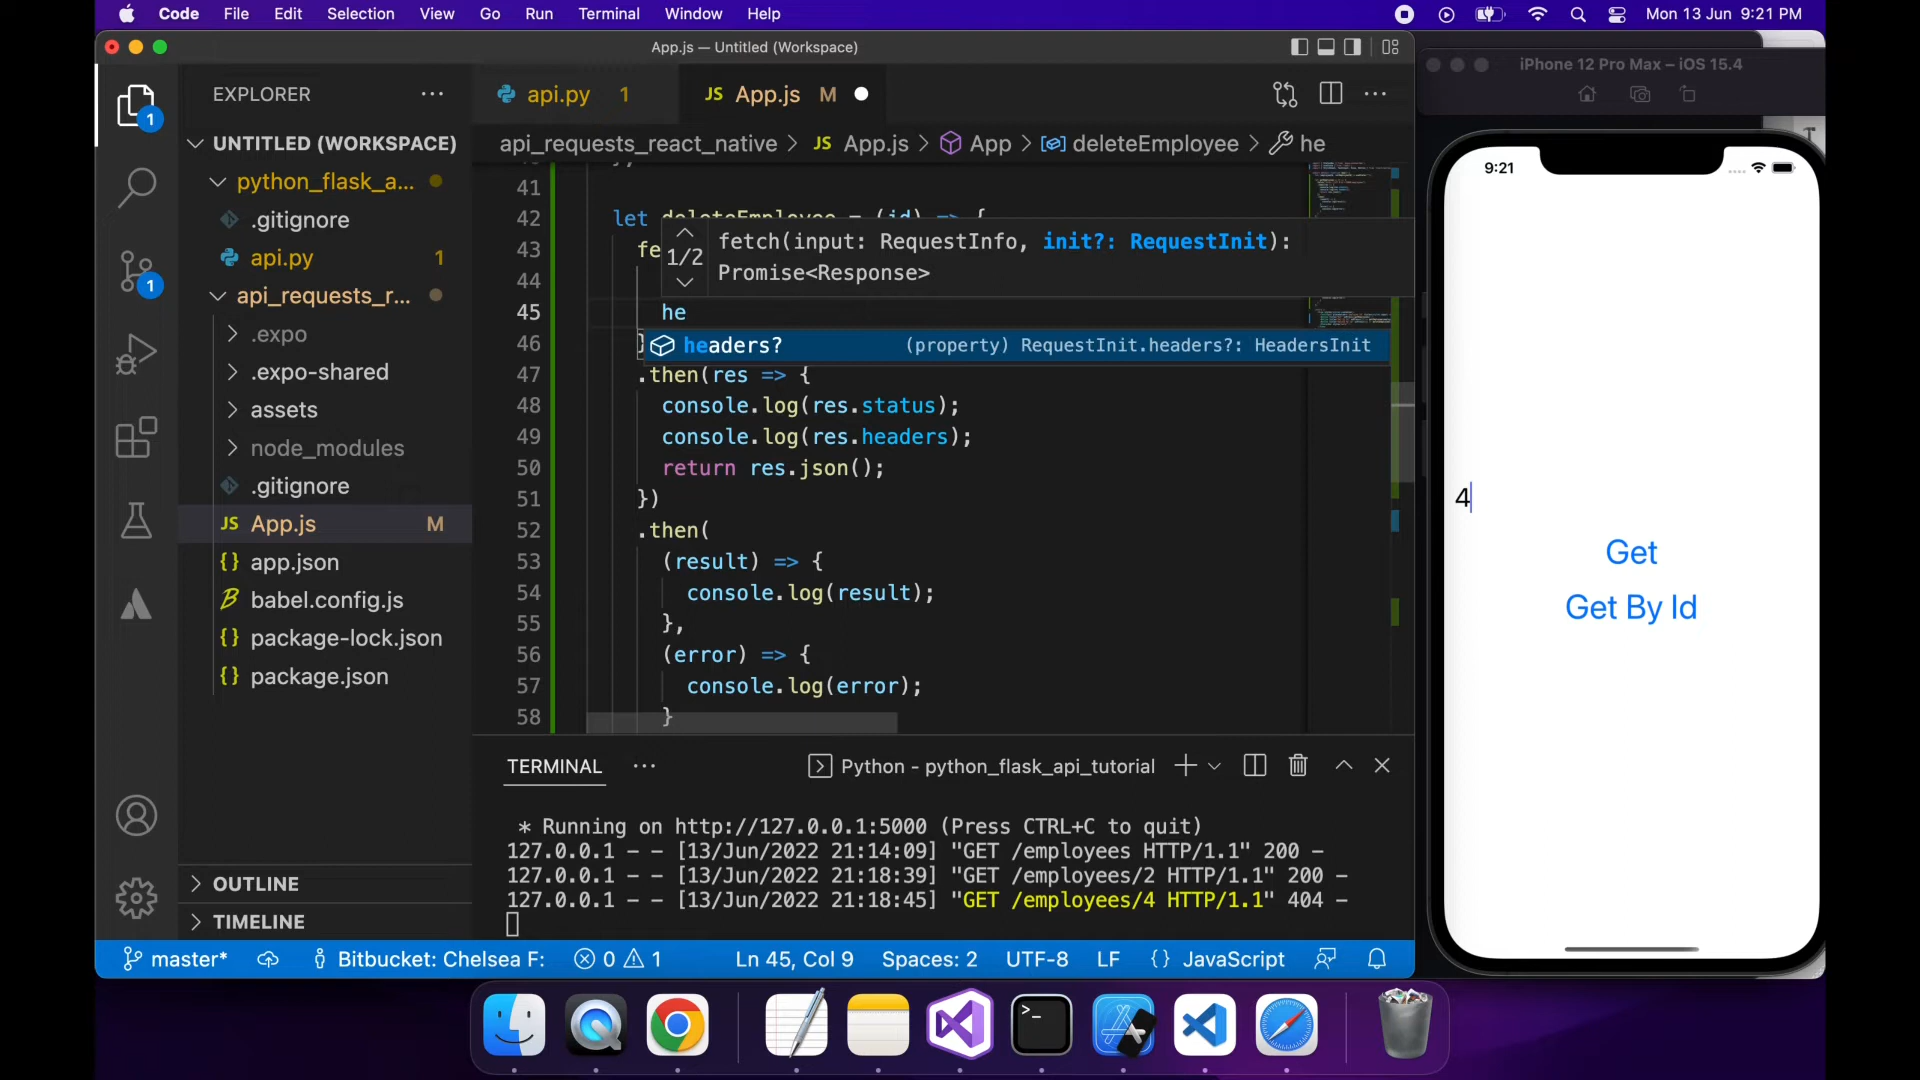 Code File Edit Selection View Go Run Terminal Window Help Mon 13 Jun 9:21 PM
App.js — Untitled (Workspace)
iPhone 12 Pro Max – iOS 15.4
EXPLORER
api.py 1
JS App.js M
UNTITLED (WORKSPACE)
api_requests_react_native > JS App.js > App > deleteEmployee > he
python_flask_a...
.gitignore
api.py 1
api_requests_r...
.expo
.expo-shared
assets
node_modules
.gitignore
JS App.js M
{} app.json
babel.config.js
{} package-lock.json
{} package.json
OUTLINE
TIMELINE
1
1
41
42 let deleteEmployee = (id) => {
43 fe
1/2 fetch(input: RequestInfo, init?: RequestInit):
Promise<Response>
44
45 he
46 }
headers? (property) RequestInit.headers?: HeadersInit
47 .then(res => {
48 console.log(res.status);
49 console.log(res.headers);
50 return res.json();
51 })
52 .then(
53 (result) => {
54 console.log(result);
55 },
56 (error) => {
57 console.log(error);
58 }
TERMINAL Python - python_flask_api_tutorial
* Running on http://127.0.0.1:5000 (Press CTRL+C to quit)
127.0.0.1 - - [13/Jun/2022 21:14:09] "GET /employees HTTP/1.1" 200 -
127.0.0.1 - - [13/Jun/2022 21:18:39] "GET /employees/2 HTTP/1.1" 200 -
127.0.0.1 - - [13/Jun/2022 21:18:45] "GET /employees/4 HTTP/1.1" 404 -
master* Bitbucket: Chelsea F: 0 1 Ln 45, Col 9 Spaces: 2 UTF-8 LF {} JavaScript
9:21
4
Get
Get By Id